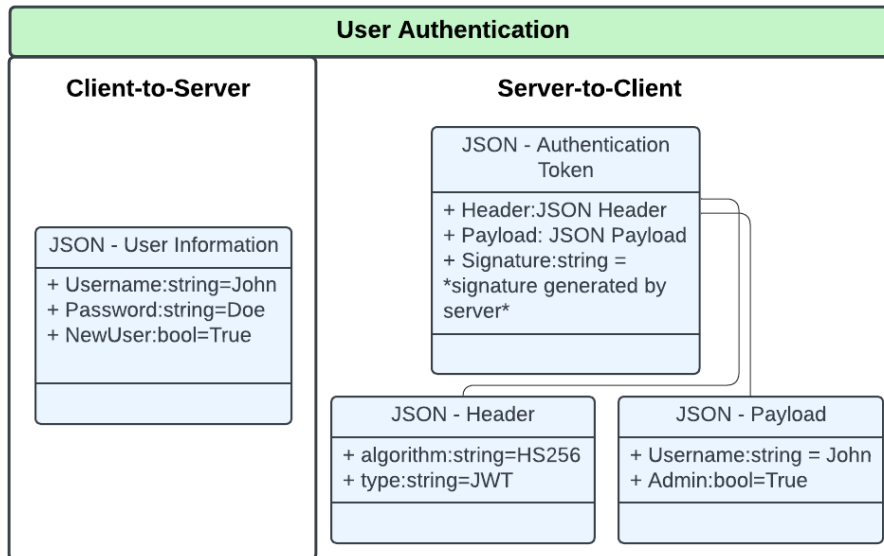 User Authentication
Client-to-Server
JSON - User Information
+ Username:string=John
+ Password:string=Doe
+ NewUser:bool=True
Server-to-Client
JSON - Authentication
Token
+ Header:JSON Header
+ Payload: JSON Payload
+ Signature:string =
*signature generated by
server*
JSON - Header
+ algorithm:string=HS256
+ type:string=JWT
JSON - Payload
+ Username:string = John
+ Admin:bool=True